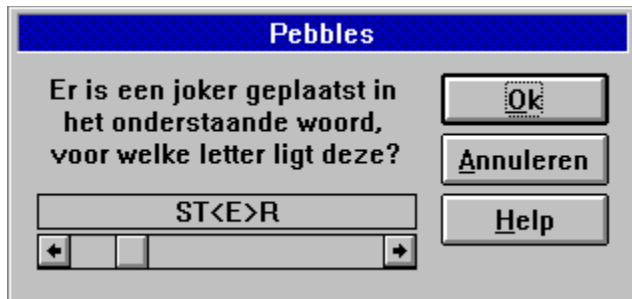 Pebbles
Er is een joker geplaatst in
het onderstaande woord,
voor welke letter ligt deze?
ST<E>R
Ok
Annuleren
Help